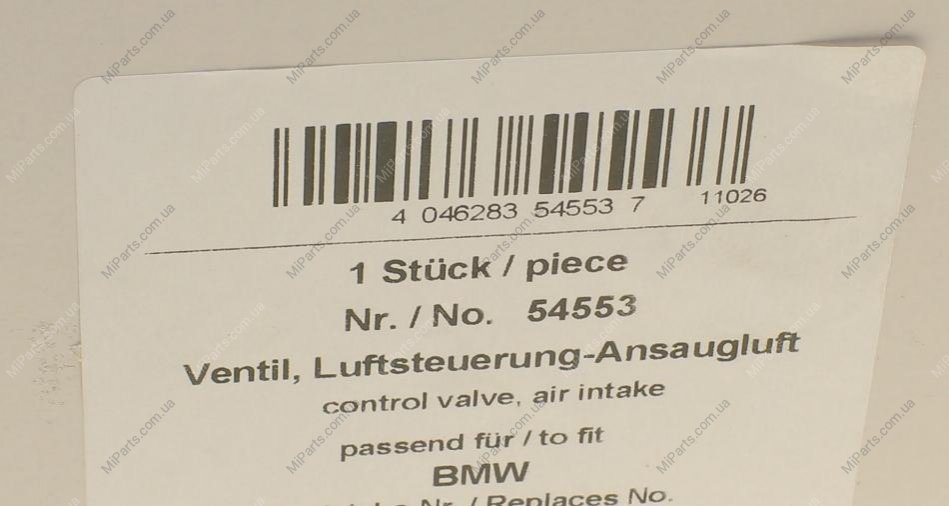 4 046283 54553 7 11026
1 Stück / piece
Nr. / No. 54553
Ventil, Luftsteuerung-Ansaugluft
control valve, air intake
passend für / to fit
BMW
Nr. / Replaces No.
MiParts.com.ua